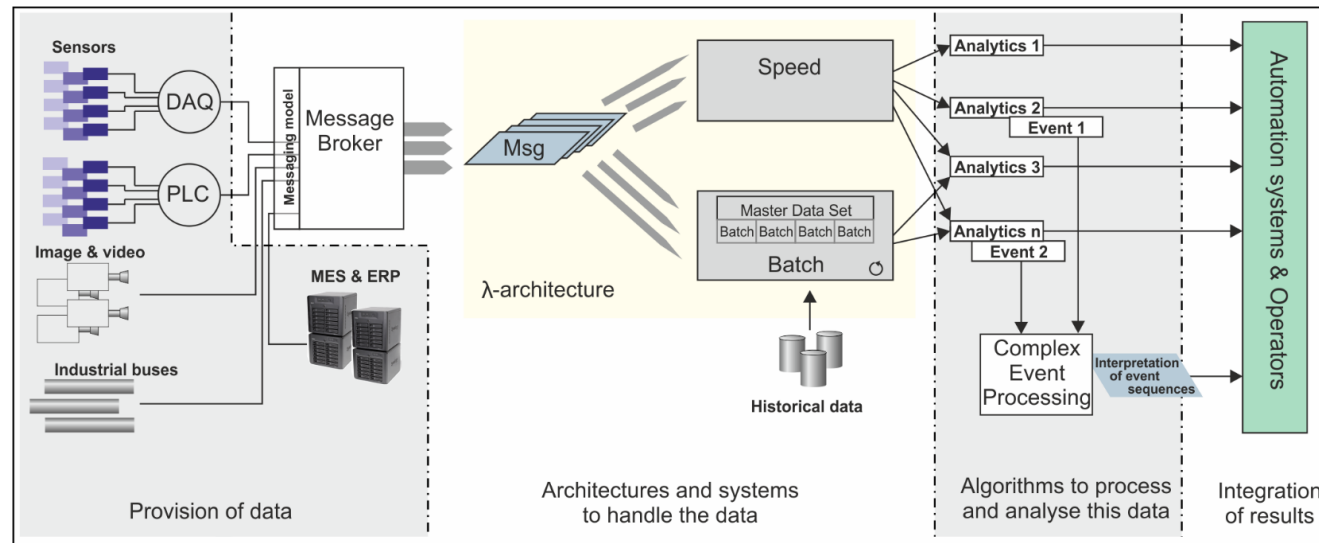 Sensors
DAQ
PLC
Image & video
Industrial buses
MES & ERP
Provision of data
Messaging model
Message
Broker
Msg
λ-architecture
Speed
Master Data Set
Batch Batch Batch Batch
Batch
Historical data
Architectures and systems
to handle the data
Analytics 1
Analytics 2
Event 1
Analytics 3
Analytics n
Event 2
Complex
Event
Processing
Interpretation
of event
sequences
Algorithms to process
and analyse this data
Automation systems & Operators
Integration
of results